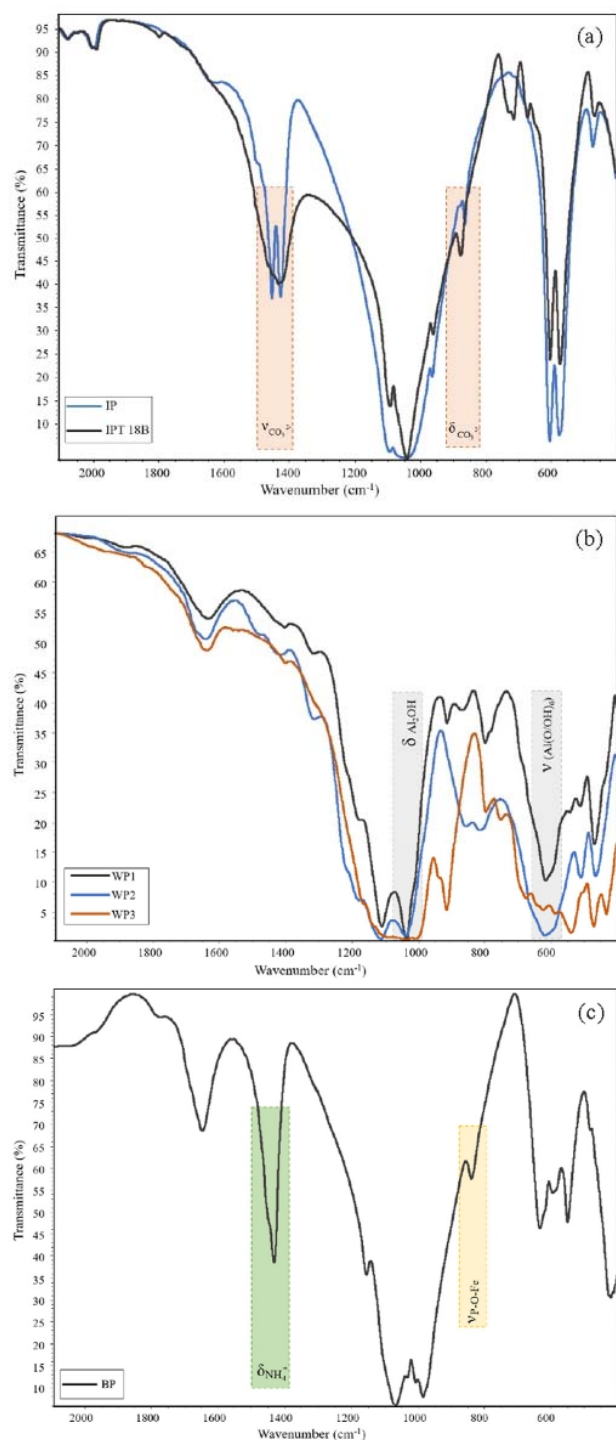 (a)
Transmittance (%)
95
90
85
80
75
70
65
60
55
50
45
40
35
30
25
20
15
10
IP
IPT 18B
ν CO₃²⁻
δ CO₃²⁻
2000 1800 1600 1400 1200 1000 800 600
Wavenumber (cm⁻¹)
(b)
Transmittance (%)
65
60
55
50
45
40
35
30
25
20
15
10
5
δ Al₂OH
ν (Al(O/OH)₆)
WP1
WP2
WP3
2000 1800 1600 1400 1200 1000 800 600
Wavenumber (cm⁻¹)
(c)
Transmittance (%)
95
90
85
80
75
70
65
60
55
50
45
40
35
30
25
20
15
10
BP
δNH₄⁺
νP-O-Fe
2000 1800 1600 1400 1200 1000 800 600
Wavenumber (cm⁻¹)